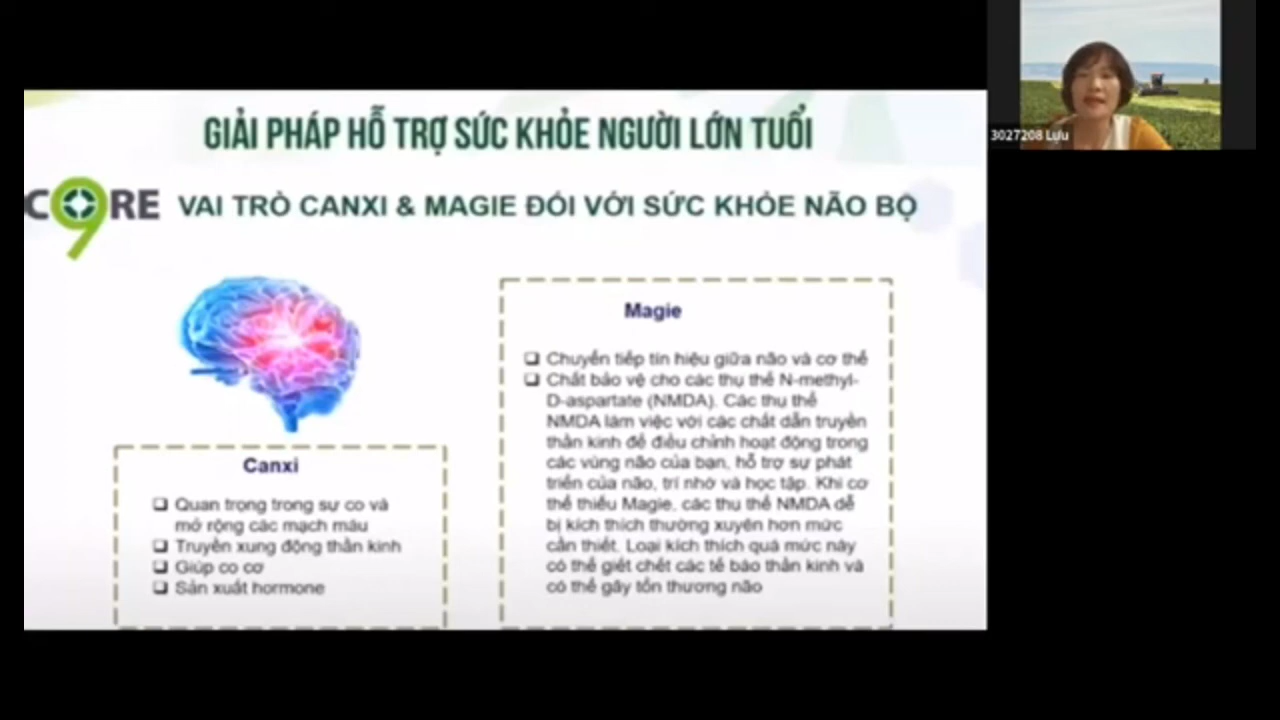 GIẢI PHÁP HỖ TRỢ SỨC KHỎE NGƯỜI LỚN TUỔI
3027208 Lưu
C9RE
VAI TRÒ CANXI & MAGIE ĐỐI VỚI SỨC KHỎE NÃO BỘ
Canxi
Quan trọng trong sự co và
mở rộng các mạch máu
Truyền xung động thần kinh
Giúp co cơ
Sản xuất hormone
Magie
Chuyển tiếp tín hiệu giữa não và cơ thể
Chất bảo vệ cho các thụ thể N-methyl-
D-aspartate (NMDA). Các thụ thể
NMDA làm việc với các chất dẫn truyền
thần kinh để điều chỉnh hoạt động trong
các vùng não của bạn, hỗ trợ sự phát
triển của não, trí nhớ và học tập. Khi cơ
thể thiếu Magie, các thụ thể NMDA dễ
bị kích thích thường xuyên hơn mức
cần thiết. Loại kích thích quá mức này
có thể giết chết các tế bào thần kinh và
có thể gây tổn thương não